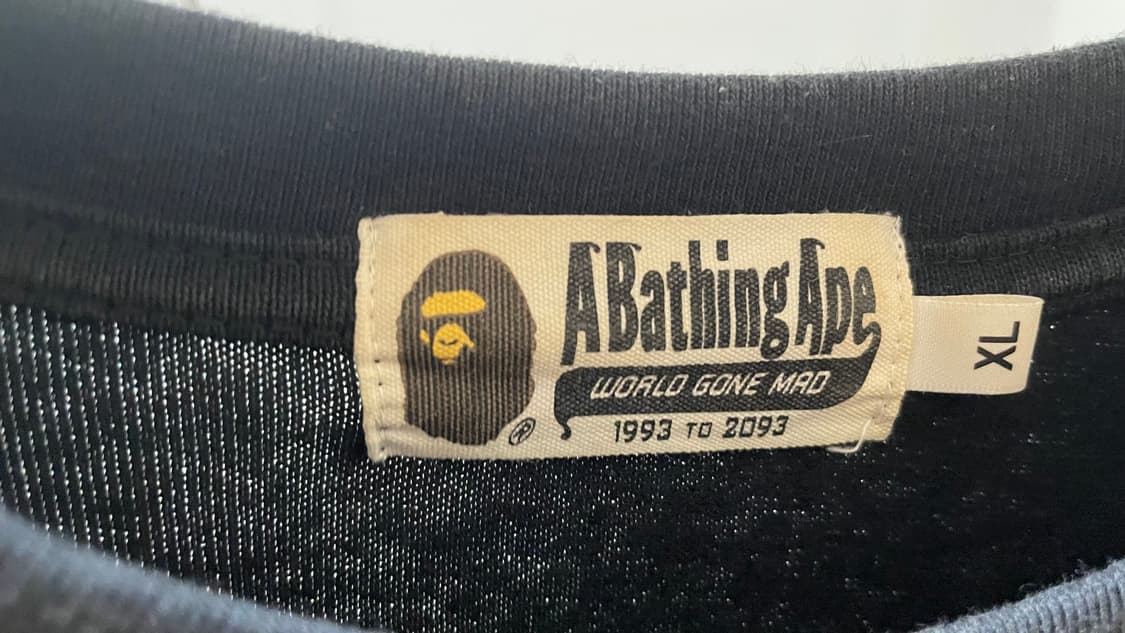 A Bathing Ape
WORLD GONE MAD
1993 TO 2093
®
XL